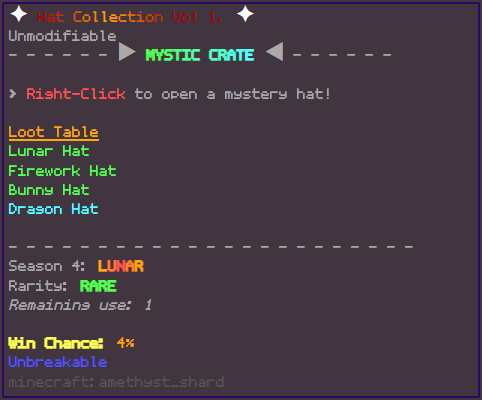 ✦ Hat Collection Vol 1. ✦
Unmodifiable
- - - - - - ▶ MYSTIC CRATE ◀ - - - - - -
> Right-Click to open a mystery hat!
Loot Table
Lunar Hat
Firework Hat
Bunny Hat
Dragon Hat
- - - - - - - - - - - - - - - - - - - - - - -
Season 4: LUNAR
Rarity: RARE
Remaining use: 1
Win Chance: 4%
Unbreakable
minecraft:amethyst_shard